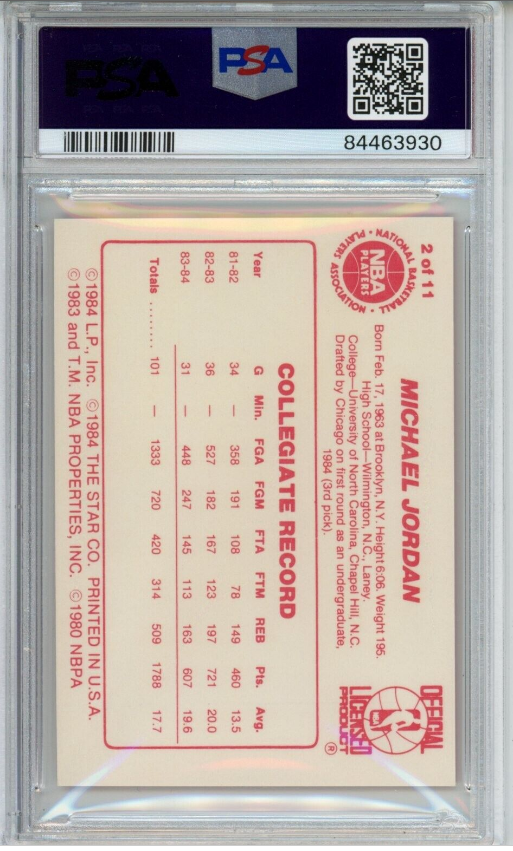 PSA
PSA
84463930
2 of 11
NATIONAL BASKETBALL
PLAYERS ASSOCIATION
NBA
PLAYERS
MICHAEL JORDAN
Born Feb. 17, 1963 at Brooklyn, N.Y. Height 6:06. Weight 195.
High School—Wilmington, N.C., Laney.
College—University of North Carolina, Chapel Hill, N.C.
Drafted by Chicago on first round as an undergraduate,
1984 (3rd pick).
OFFICIAL
LICENSED
PRODUCT
®
COLLEGIATE RECORD
Year G Min. FGA FGM FTA FTM REB Pts. Avg.
81-82 34 — 358 191 108 78 149 460 13.5
82-83 36 — 527 182 167 123 197 721 20.0
83-84 31 — 448 247 145 113 163 607 19.6
Totals ........ 101 — 1333 720 420 314 509 1788 17.7
©1984 L.P., Inc. ©1984 THE STAR CO. PRINTED IN U.S.A.
©1983 and T.M. NBA PROPERTIES, INC. ©1980 NBPA